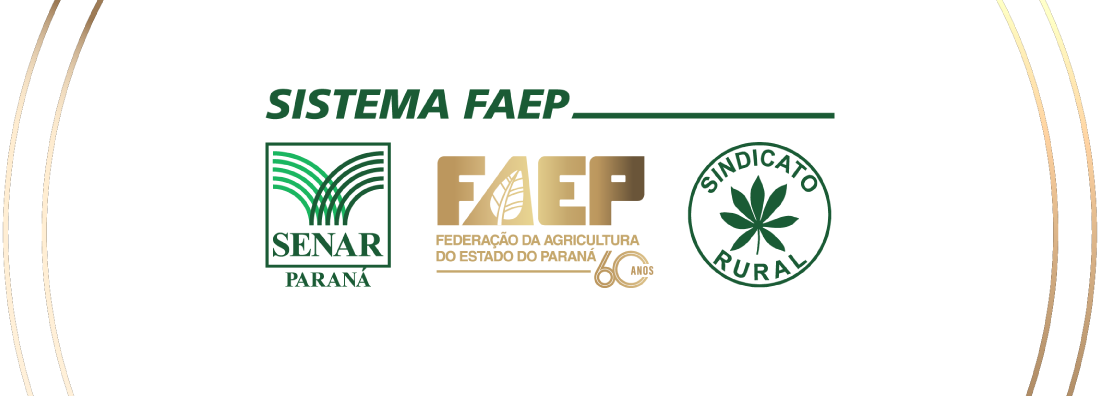 SISTEMA FAEP
SENAR
PARANÁ
FAEP
FEDERAÇÃO DA AGRICULTURA
DO ESTADO DO PARANÁ
60 ANOS
SINDICATO
RURAL